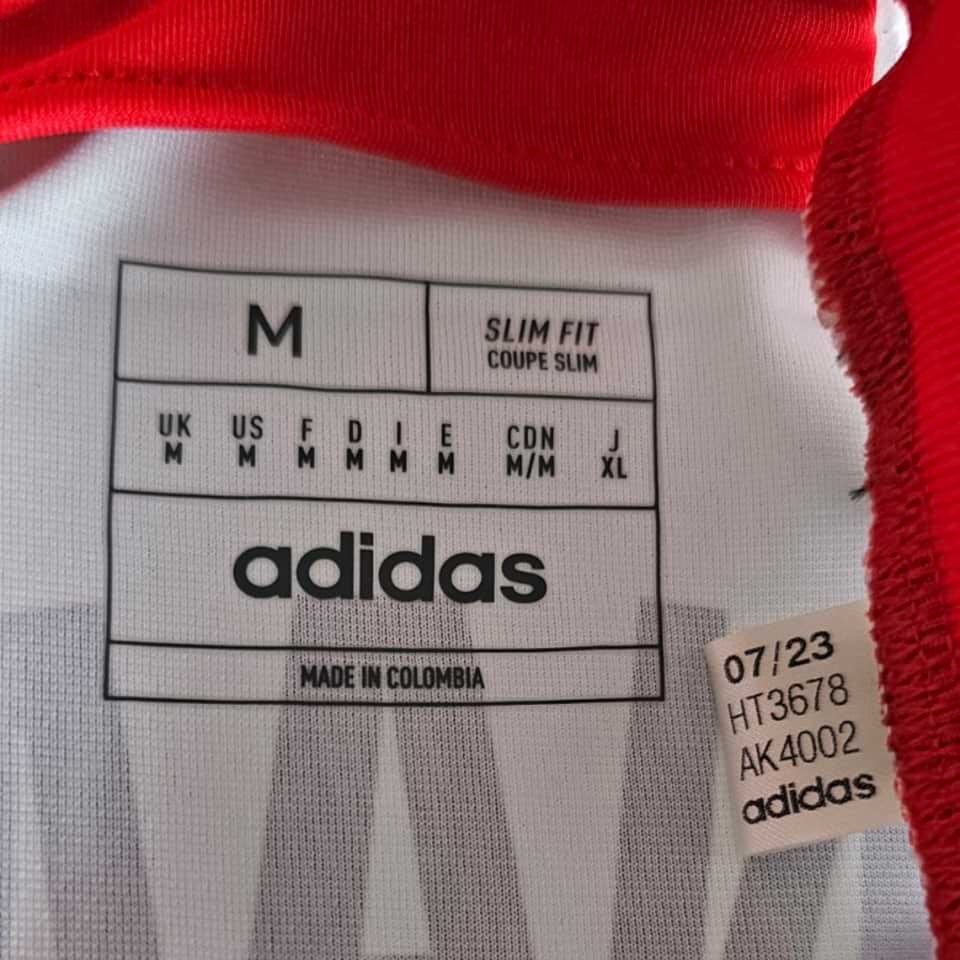 M
SLIM FIT
COUPE SLIM
UK US F D I E CDN J
M M M M M M M/M XL
adidas
MADE IN COLOMBIA
07/23
HT3678
AK4002
adidas